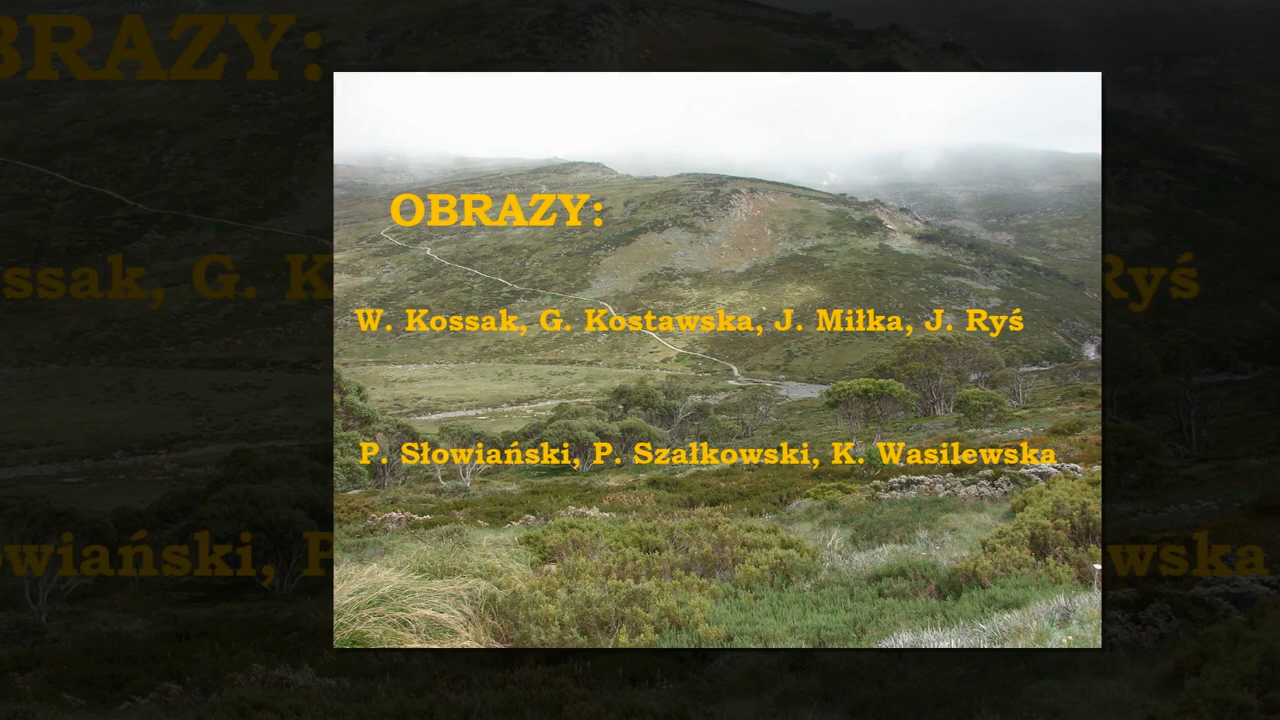 OBRAZY:
W. Kossak, G. Kostawska, J. Miłka, J. Ryś
P. Słowiański, P. Szałkowski, K. Wasilewska